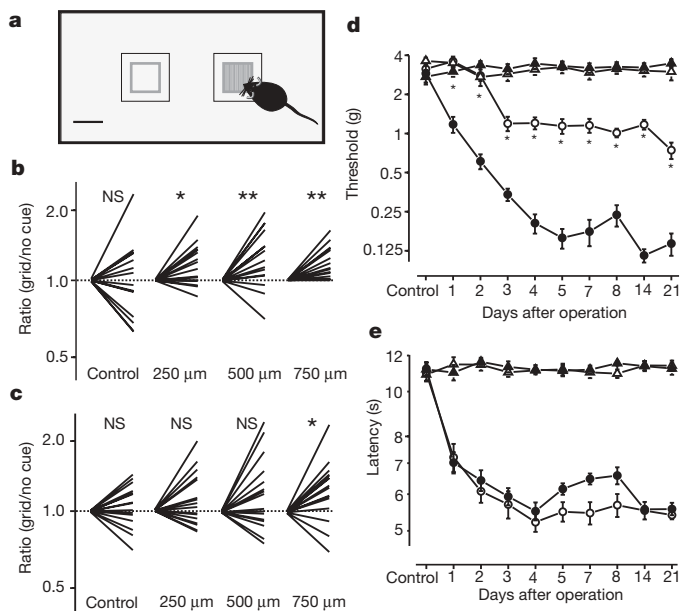 a
b
Ratio (grid/no cue)
2.0
1.0
0.5
NS
*
**
**
Control
250 µm
500 µm
750 µm
c
Ratio (grid/no cue)
2.0
1.0
0.5
NS
NS
NS
*
Control
250 µm
500 µm
750 µm
d
Threshold (g)
4
2
1
0.5
0.25
0.125
* * * * * * * * *
Control 1 2 3 4 5 7 8 14 21
Days after operation
e
Latency (s)
12
10
8
7
6
5
Control 1 2 3 4 5 7 8 14 21
Days after operation